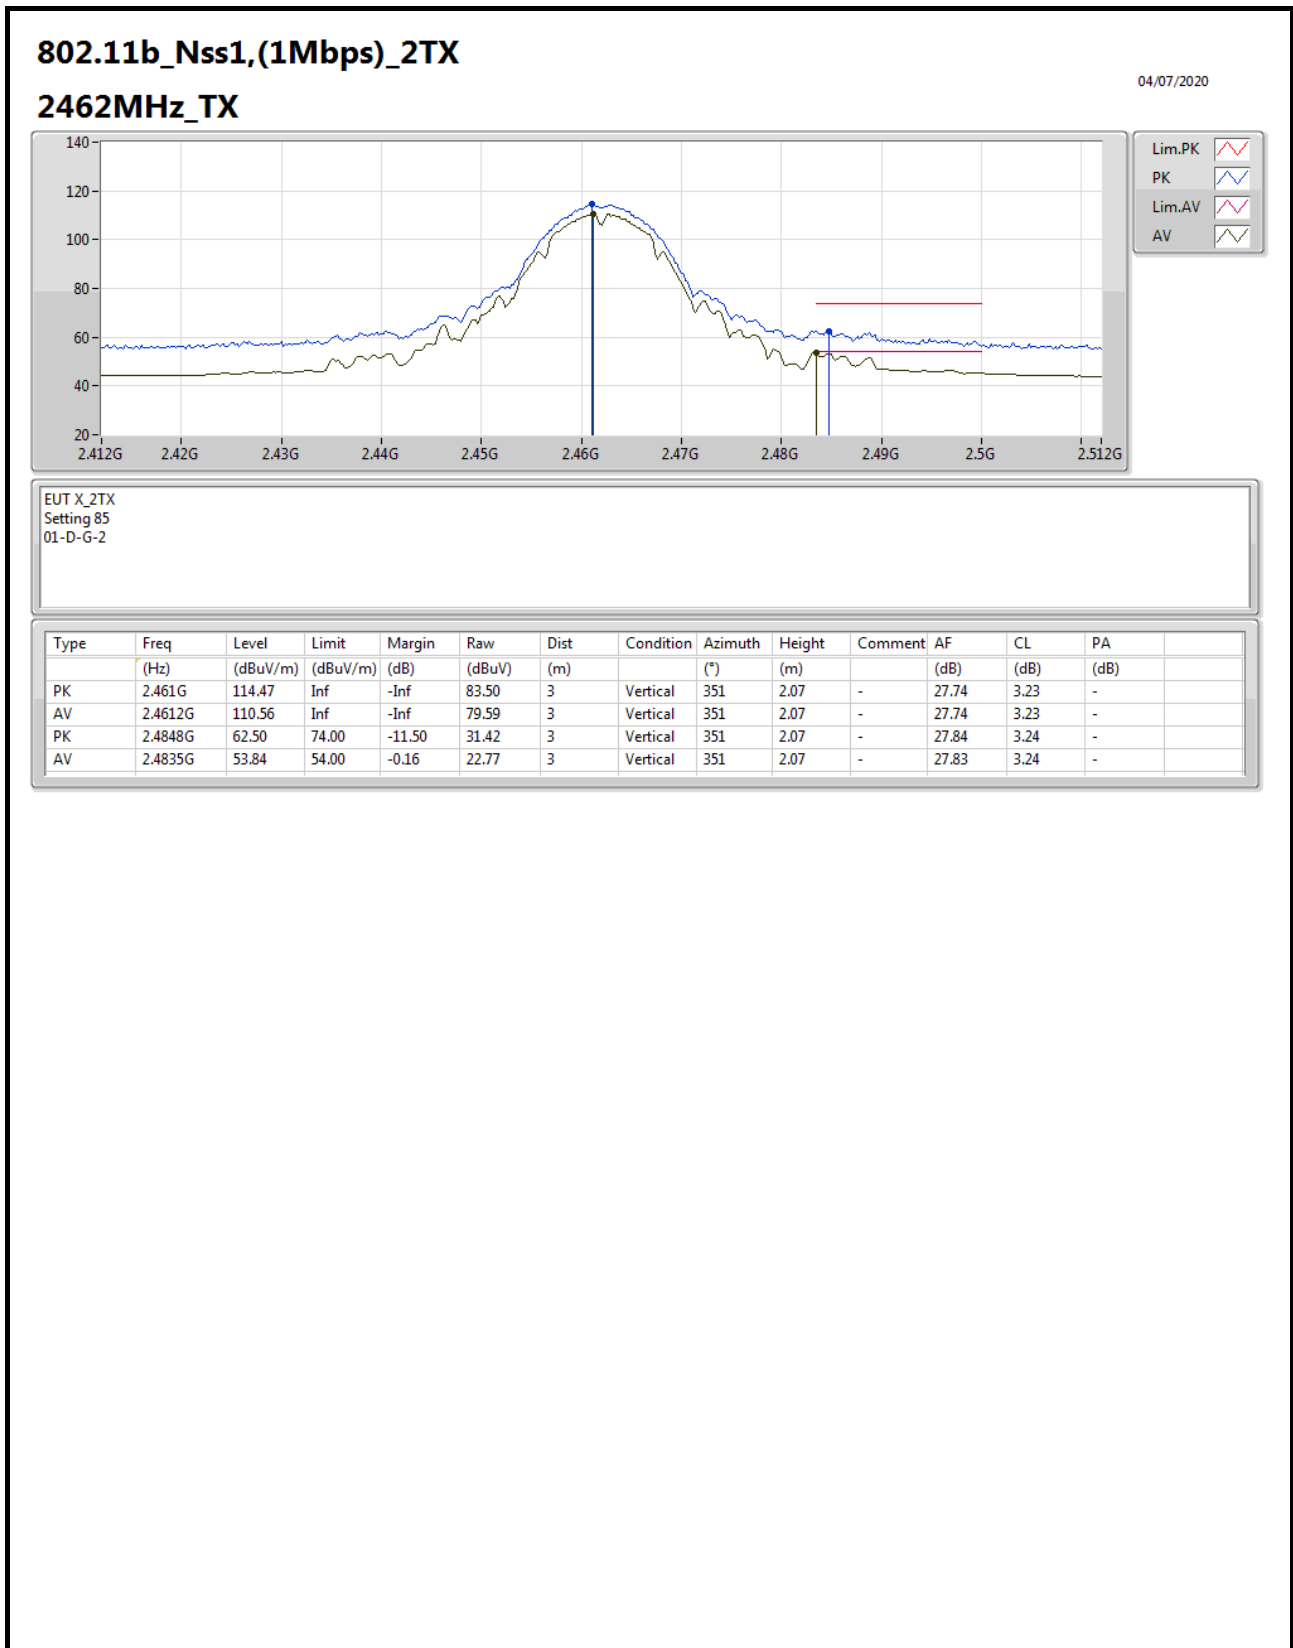 802.11b_Nss1,(1Mbps)_2TX
04/07/2020
2462MHz_TX
140
120
100
80
60
40
20
2.412G 2.42G 2.43G 2.44G 2.45G 2.46G 2.47G 2.48G 2.49G 2.5G 2.512G
Lim.PK
PK
Lim.AV
AV
EUT X_2TX
Setting 85
01-D-G-2
Type Freq Level Limit Margin Raw Dist Condition Azimuth Height Comment AF CL PA
(Hz) (dBuV/m) (dBuV/m) (dB) (dBuV) (m) (°) (m) (dB) (dB) (dB)
PK 2.461G 114.47 Inf -Inf 83.50 3 Vertical 351 2.07 - 27.74 3.23 -
AV 2.4612G 110.56 Inf -Inf 79.59 3 Vertical 351 2.07 - 27.74 3.23 -
PK 2.4848G 62.50 74.00 -11.50 31.42 3 Vertical 351 2.07 - 27.84 3.24 -
AV 2.4835G 53.84 54.00 -0.16 22.77 3 Vertical 351 2.07 - 27.83 3.24 -